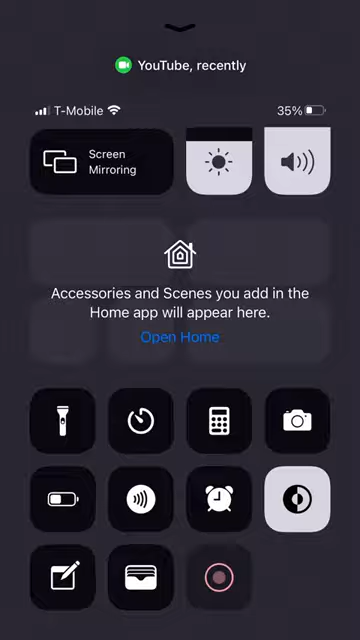 YouTube, recently
T-Mobile 35%
Screen
Mirroring
Accessories and Scenes you add in the
Home app will appear here.
Open Home